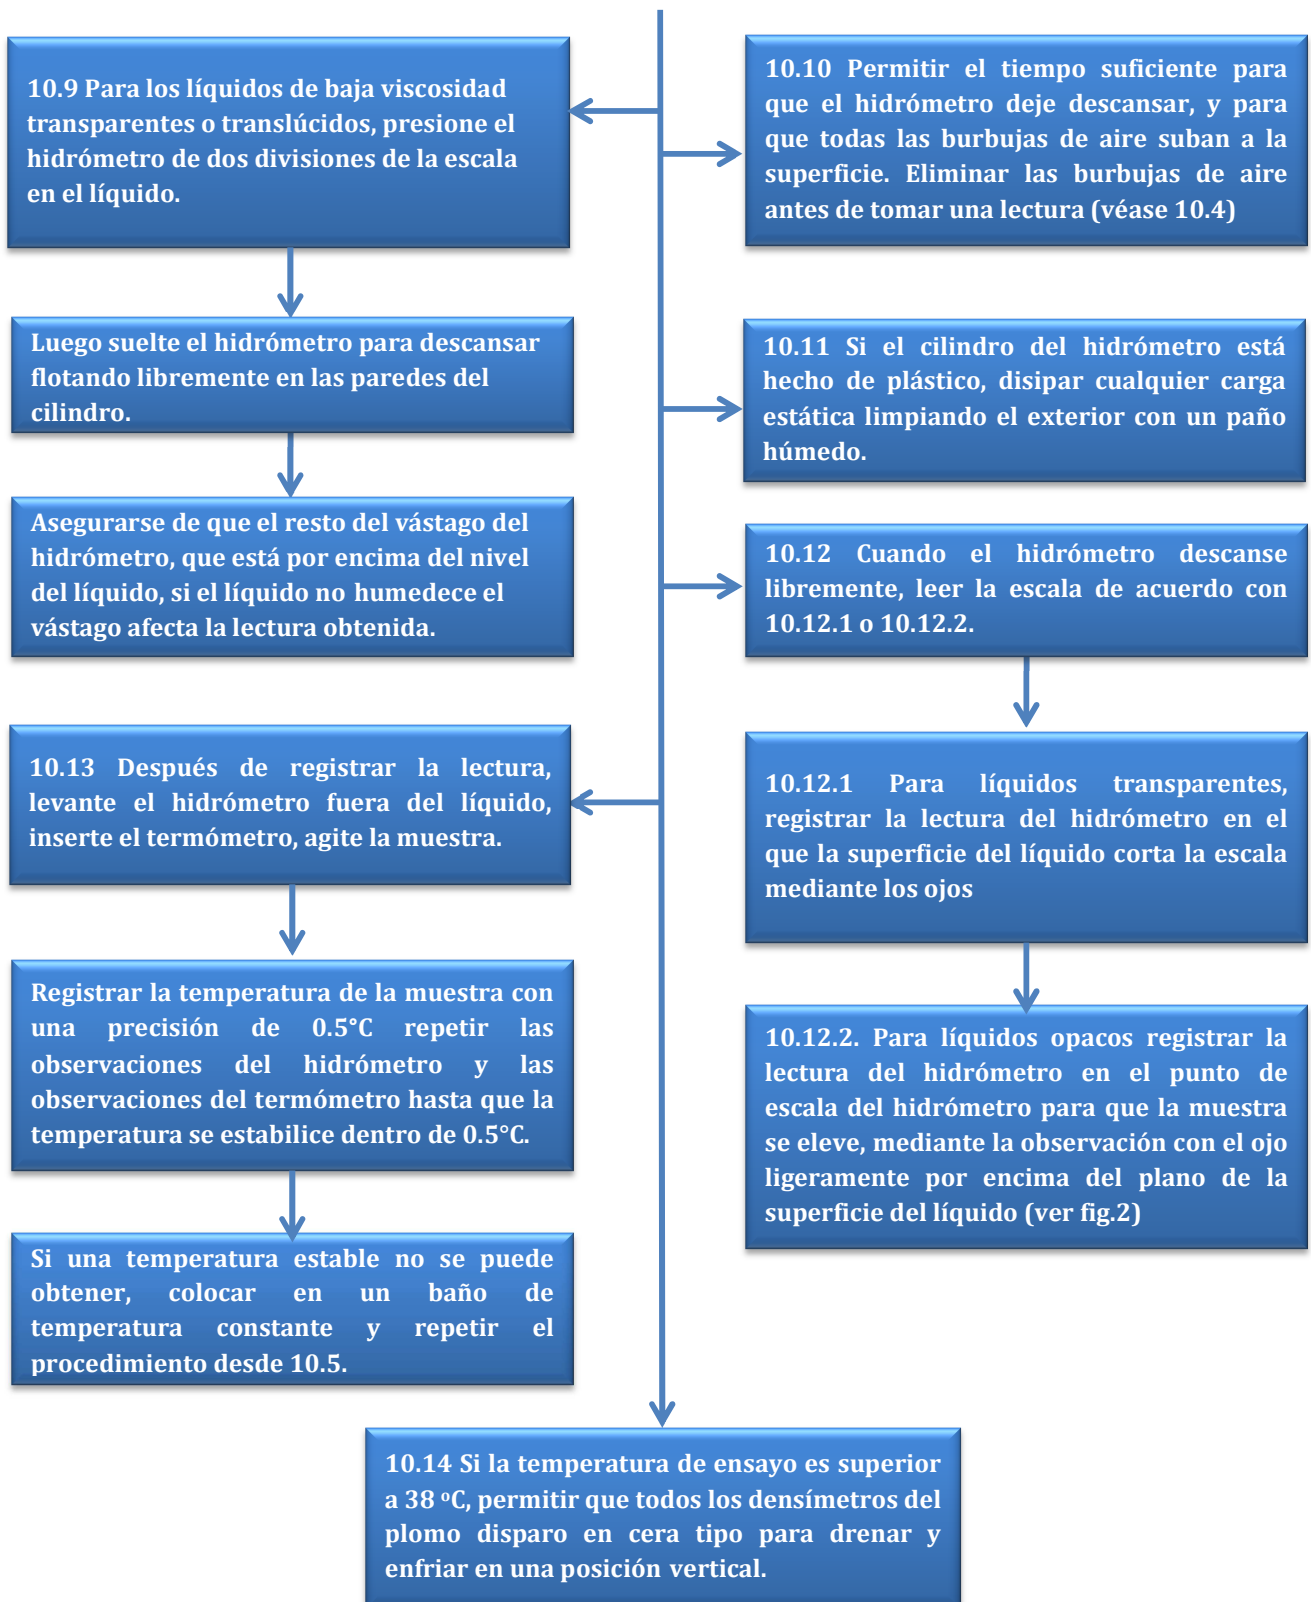 10.9 Para los líquidos de baja viscosidad
transparentes o translúcidos, presione el
hidrómetro de dos divisiones de la escala
en el líquido.
Luego suelte el hidrómetro para descansar
flotando libremente en las paredes del
cilindro.
Asegurarse de que el resto del vástago del
hidrómetro, que está por encima del nivel
del líquido, si el líquido no humedece el
vástago afecta la lectura obtenida.
10.10 Permitir el tiempo suficiente para
que el hidrómetro deje descansar, y para
que todas las burbujas de aire suban a la
superficie. Eliminar las burbujas de aire
antes de tomar una lectura (véase 10.4)
10.11 Si el cilindro del hidrómetro está
hecho de plástico, disipar cualquier carga
estática limpiando el exterior con un paño
húmedo.
10.12 Cuando el hidrómetro descanse
libremente, leer la escala de acuerdo con
10.12.1 o 10.12.2.
10.12.1 Para líquidos transparentes,
registrar la lectura del hidrómetro en el
que la superficie del líquido corta la escala
mediante los ojos
10.12.2. Para líquidos opacos registrar la
lectura del hidrómetro en el punto de
escala del hidrómetro para que la muestra
se eleve, mediante la observación con el ojo
ligeramente por encima del plano de la
superficie del líquido (ver fig.2)
10.13 Después de registrar la lectura,
levante el hidrómetro fuera del líquido,
inserte el termómetro, agite la muestra.
Registrar la temperatura de la muestra con
una precisión de 0.5°C repetir las
observaciones del hidrómetro y las
observaciones del termómetro hasta que la
temperatura se estabilice dentro de 0.5°C.
Si una temperatura estable no se puede
obtener, colocar en un baño de
temperatura constante y repetir el
procedimiento desde 10.5.
10.14 Si la temperatura de ensayo es superior
a 38 ºC, permitir que todos los densímetros del
plomo disparo en cera tipo para drenar y
enfriar en una posición vertical.